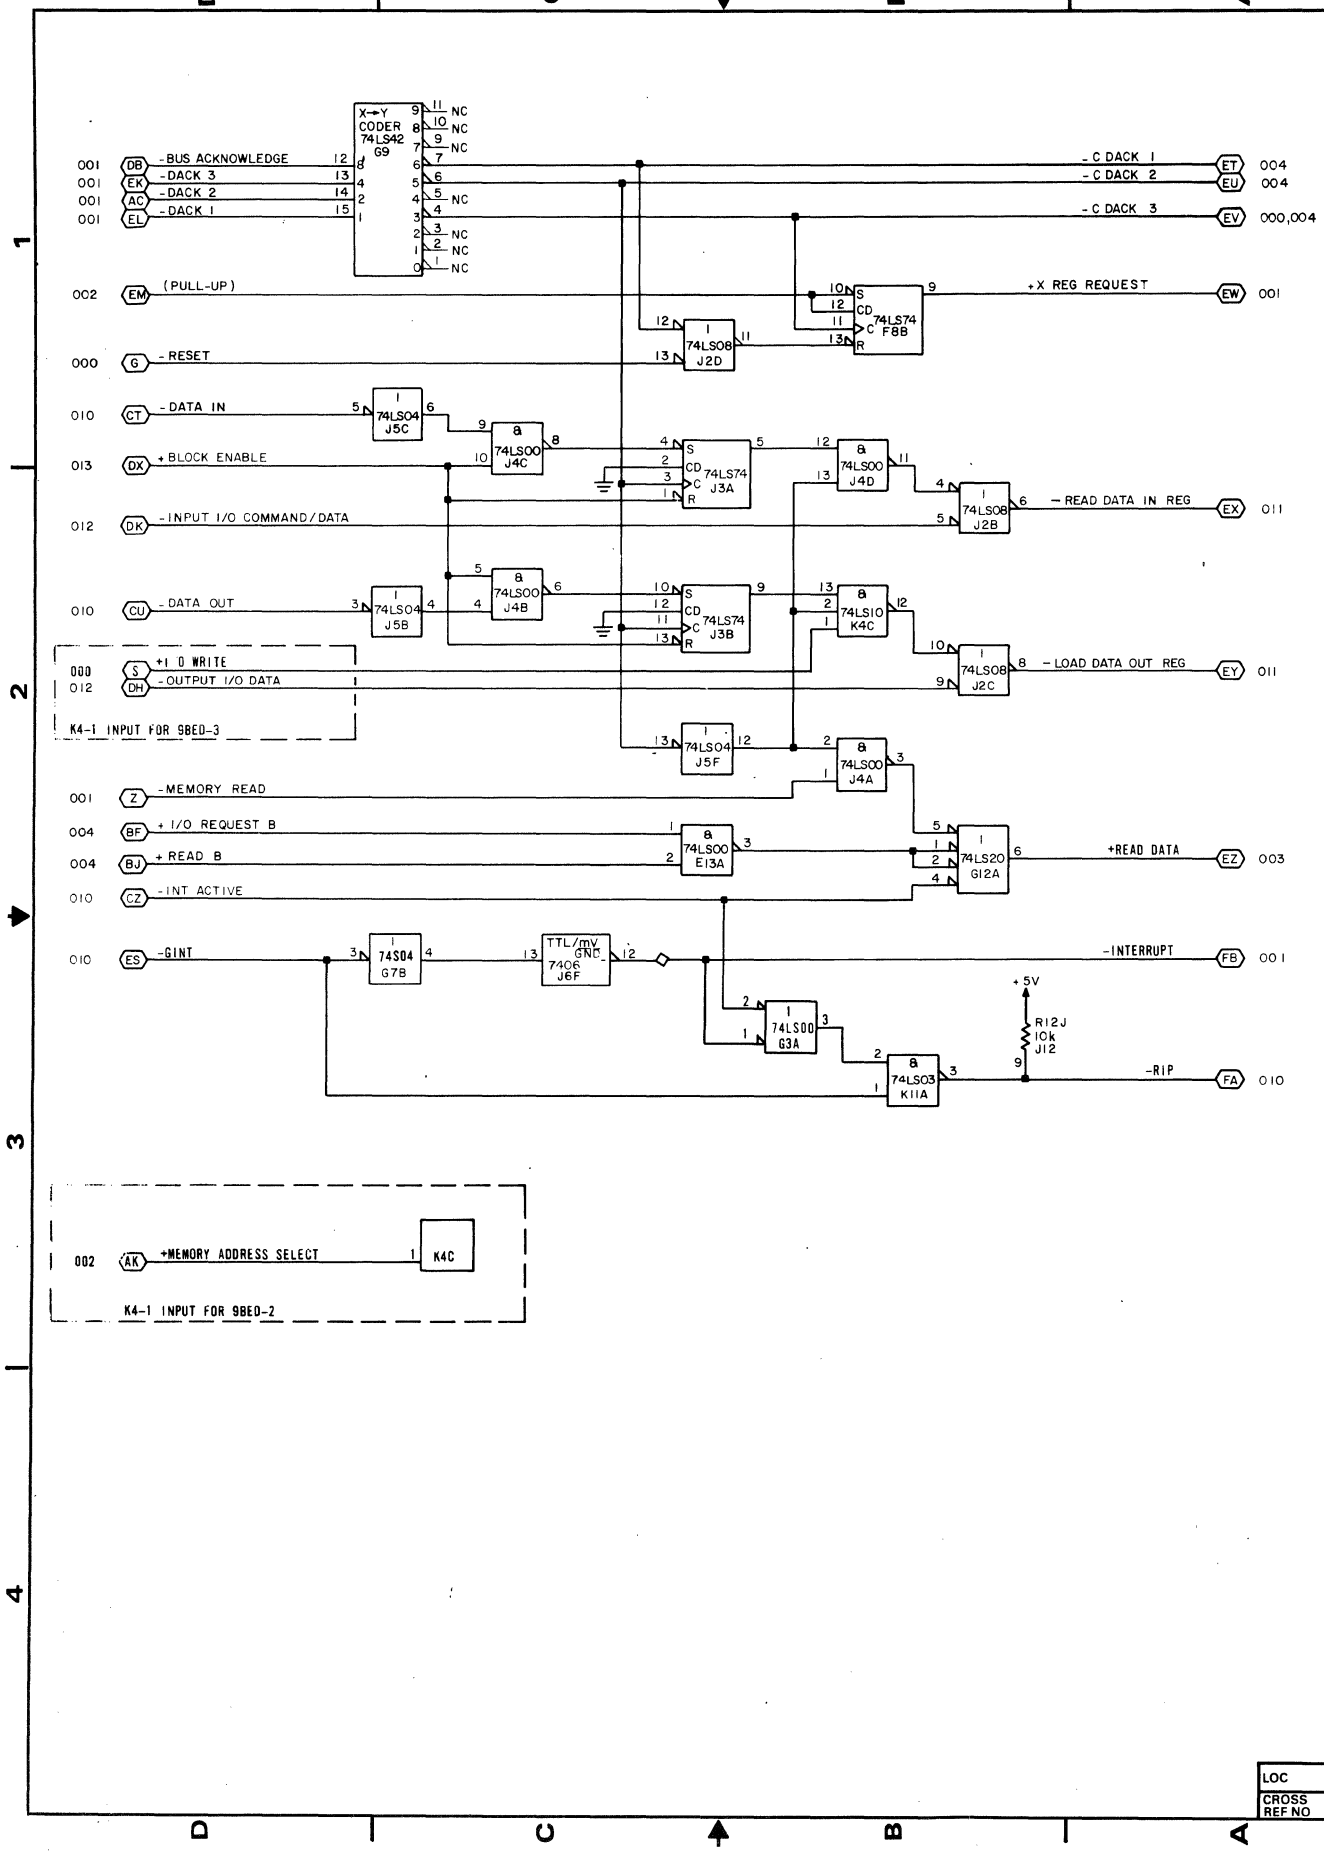 X→Y
CODER
74LS42
G9
9 11 NC
8 10 NC
7 9 NC
6 7
5 6
4 5 NC
3 4
2 3 NC
1 2 NC
0 1 NC
001 DB -BUS ACKNOWLEDGE 12 8
001 EK -DACK 3 13 4
001 AC -DACK 2 14 2
001 EL -DACK 1 15 1
-C DACK 1 ET 004
-C DACK 2 EU 004
-C DACK 3 EV 000,004
002 EM (PULL-UP)
10 S
12 CD
11 C
13 R
74LS74
F8B
9 +X REG REQUEST EW 001
000 G -RESET
12 13 1 74LS08 J2D 11
010 CT -DATA IN
5 1 74LS04 J5C 6
9 10 & 74LS00 J4C 8
013 DX +BLOCK ENABLE
4 S
2 CD
3 C
1 R
74LS74
J3A
5
12 13 & 74LS00 J4D 11
4 5 1 74LS08 J2B 6
-READ DATA IN REG EX 011
012 DK -INPUT I/O COMMAND/DATA
5 4 & 74LS00 J4B 6
010 CU -DATA OUT
3 1 74LS04 J5B 4
10 S
12 CD
11 C
13 R
74LS74
J3B
9
13 2 1 & 74LS10 K4C 12
000 S +I O WRITE
012 DH -OUTPUT I/O DATA
K4-1 INPUT FOR 9BED-3
10 9 1 74LS08 J2C 8
-LOAD DATA OUT REG EY 011
13 1 74LS04 J5F 12
2 1 & 74LS00 J4A 3
001 Z -MEMORY READ
004 BF + I/O REQUEST B
004 BJ + READ B
1 2 & 74LS00 E13A 3
5 1 2 4 1 74LS20 G12A 6
+READ DATA EZ 003
010 CZ -INT ACTIVE
010 ES -GINT
3 1 74S04 G7B 4
13 TTL/mV GND 7406 J6F 12
-INTERRUPT FB 001
2 1 1 74LS00 G3A 3
+5V
R12J
10k
J12
9
2 1 & 74LS03 K11A 3
-RIP FA 010
002 AK +MEMORY ADDRESS SELECT 1 K4C
K4-1 INPUT FOR 9BED-2
1
2
3
4
D C B A
LOC
CROSS
REF NO